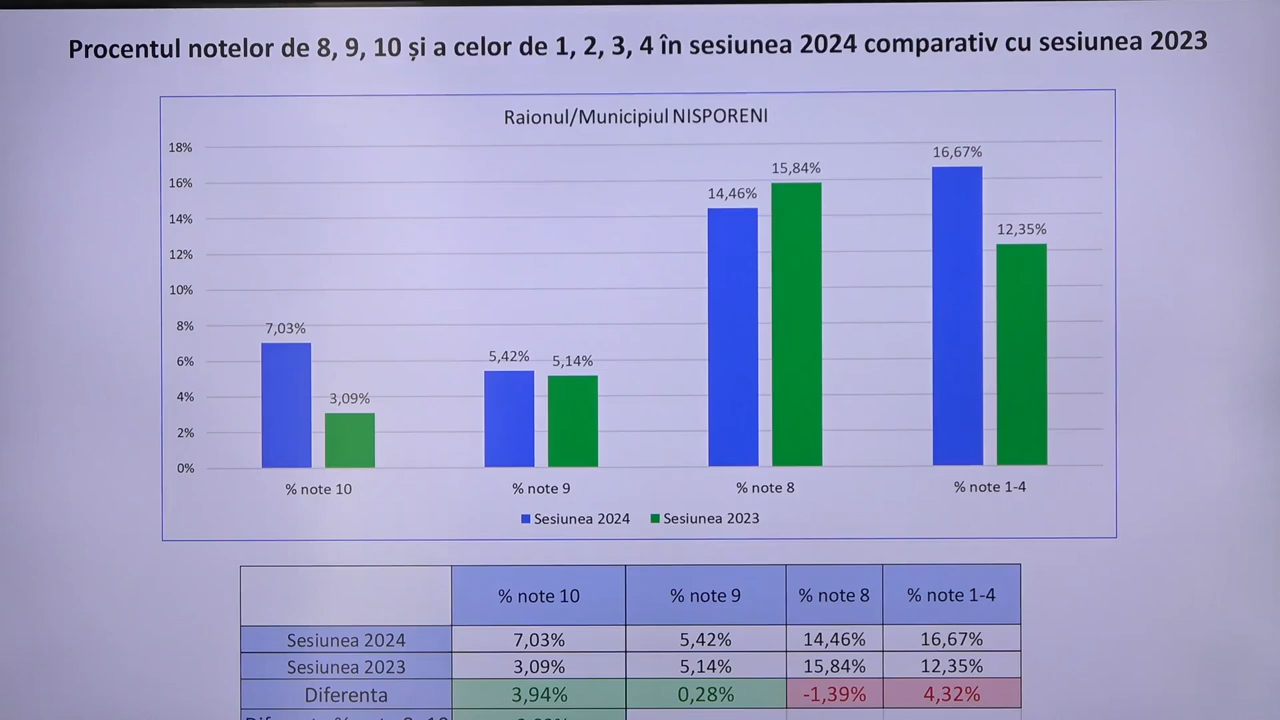 Procentul notelor de 8, 9, 10 și a celor de 1, 2, 3, 4 în sesiunea 2024 comparativ cu sesiunea 2023
Raionul/Municipiul NISPORENI
18%
16%
14%
12%
10%
8%
6%
4%
2%
0%
7,03%
3,09%
5,42%
5,14%
14,46%
15,84%
16,67%
12,35%
% note 10
% note 9
% note 8
% note 1-4
Sesiunea 2024 Sesiunea 2023
% note 10 % note 9 % note 8 % note 1-4
Sesiunea 2024 7,03% 5,42% 14,46% 16,67%
Sesiunea 2023 3,09% 5,14% 15,84% 12,35%
Diferenta 3,94% 0,28% -1,39% 4,32%